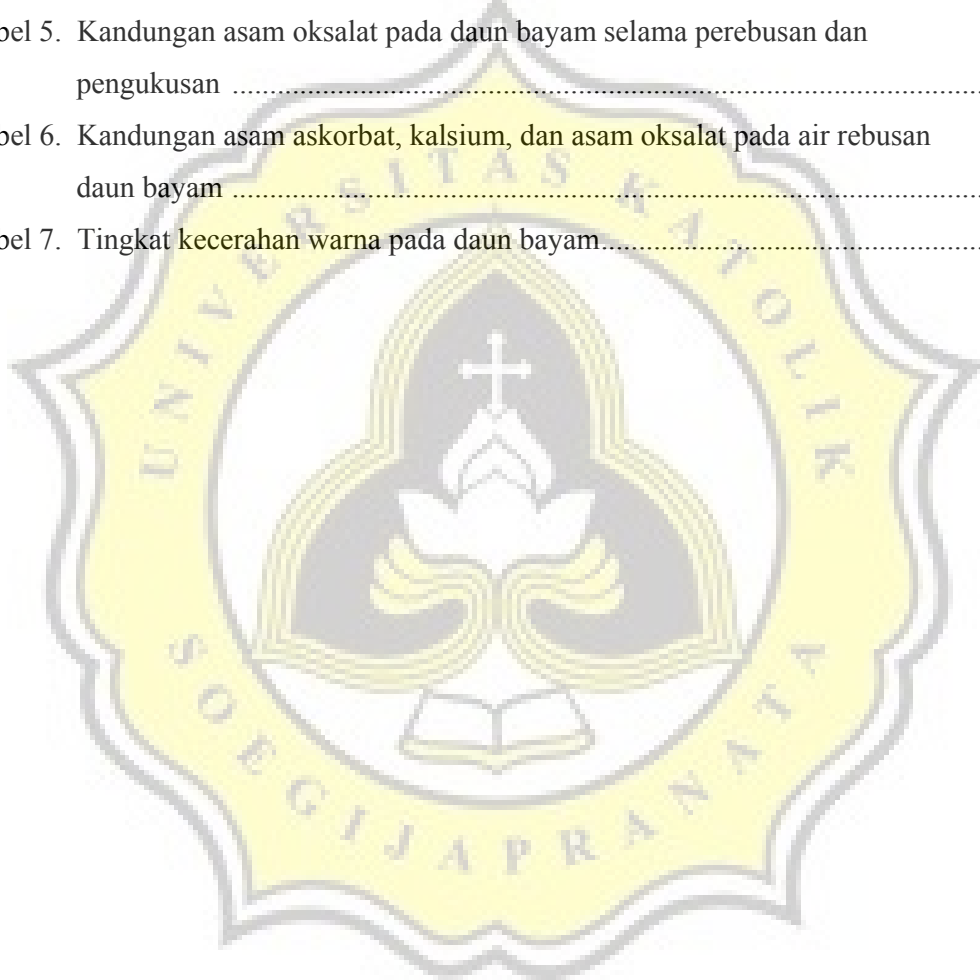 bel 5. Kandungan asam oksalat pada daun bayam selama perebusan dan
pengukusan ................................................................................
bel 6. Kandungan asam askorbat, kalsium, dan asam oksalat pada air rebusan
daun bayam ................................................................................
bel 7. Tingkat kecerahan warna pada daun bayam........................................
UNIVERSITAS KATOLIK
SOEGIJAPRANATA